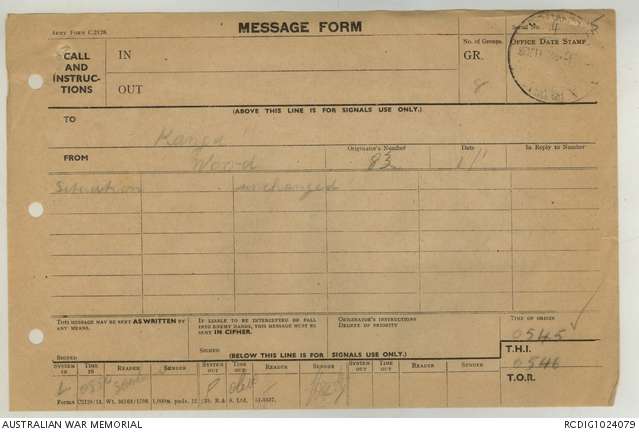 Army Form C.2128.
MESSAGE FORM
Serial No.
CALL AND INSTRUCTIONS
IN
OUT
No. of Groups.
GR.
8
OFFICE DATE STAMP
(ABOVE THIS LINE IS FOR SIGNALS USE ONLY.)
TO
FROM
Originator's Number
83
Date
1/1
In Reply to Number
Situation unchanged
THIS MESSAGE MAY BE SENT AS WRITTEN BY ANY MEANS.
IF LIABLE TO BE INTERCEPTED OR FALL INTO ENEMY HANDS, THIS MESSAGE MUST BE SENT IN CIPHER.
ORIGINATOR'S INSTRUCTIONS
DEGREE OF PRIORITY
TIME OF ORIGIN
0545
SIGNED
SIGNED
(BELOW THIS LINE IS FOR SIGNALS USE ONLY.)
T.H.I.
0546
SYSTEM IN
TIME IN
READER
SENDER
SYSTEM OUT
TIME OUT
READER
SENDER
SYSTEM OUT
TIME OUT
READER
SENDER
T.O.R.
AUSTRALIAN WAR MEMORIAL
RCDIG1024079